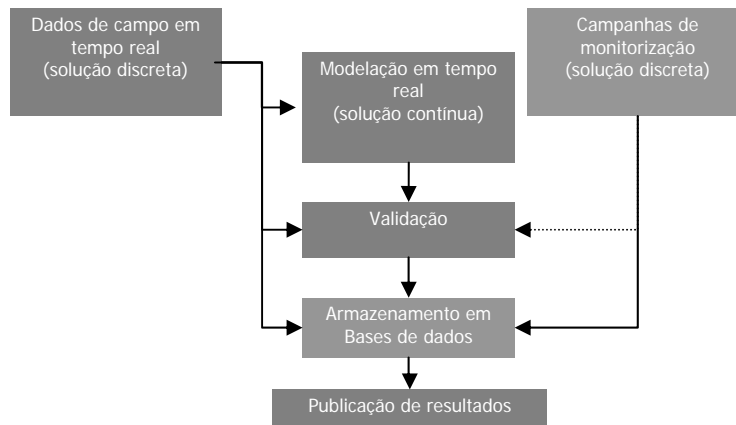 Dados de campo em
tempo real
(solução discreta)
Modelação em tempo
real
(solução contínua)
Campanhas de
monitorização
(solução discreta)
Validação
Armazenamento em
Bases de dados
Publicação de resultados